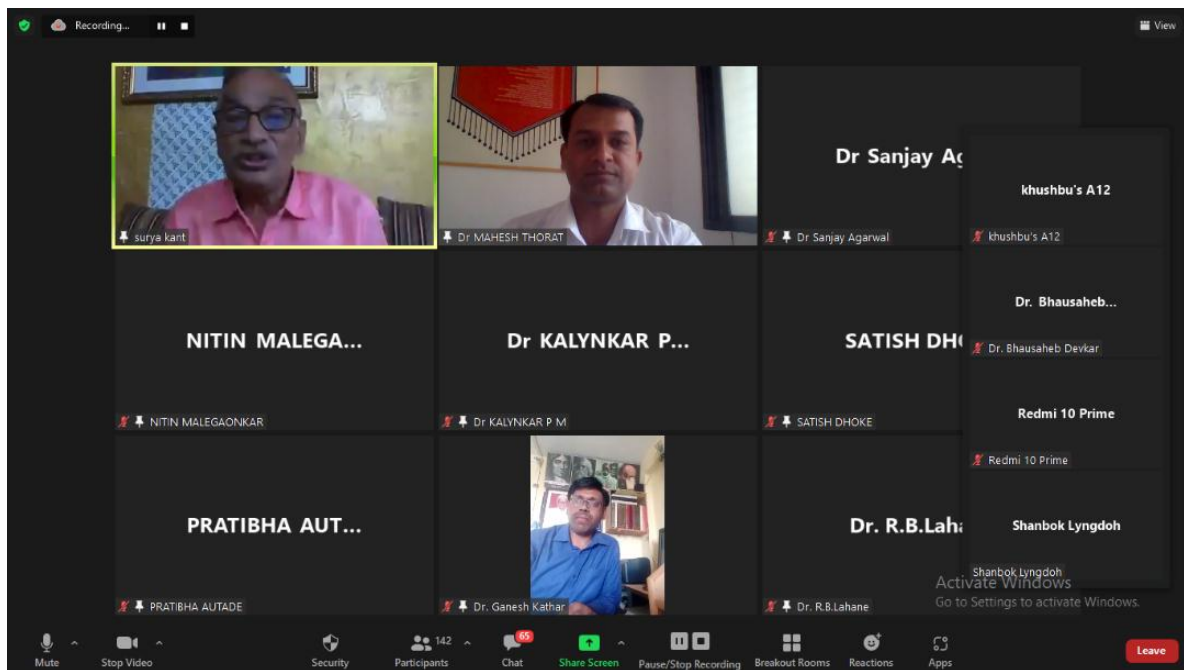 Recording...
View
surya kant
Dr MAHESH THORAT
Dr Sanjay Ag
Dr Sanjay Agarwal
khushbu's A12
khushbu's A12
NITIN MALEGA...
NITIN MALEGAONKAR
Dr KALYNKAR P...
Dr KALYNKAR P M
SATISH DH
SATISH DHOKE
Dr. Bhausaheb...
Dr. Bhausaheb Devkar
Redmi 10 Prime
Redmi 10 Prime
PRATIBHA AUT...
PRATIBHA AUTADE
Dr. Ganesh Kathar
Dr. R.B.Laha
Dr. R.B.Lahane
Shanbok Lyngdoh
Shanbok Lyngdoh
Activate Windows
Go to Settings to activate Windows.
142
65
Mute
Stop Video
Security
Participants
Chat
Share Screen
Pause/Stop Recording
Breakout Rooms
Reactions
Apps
Leave